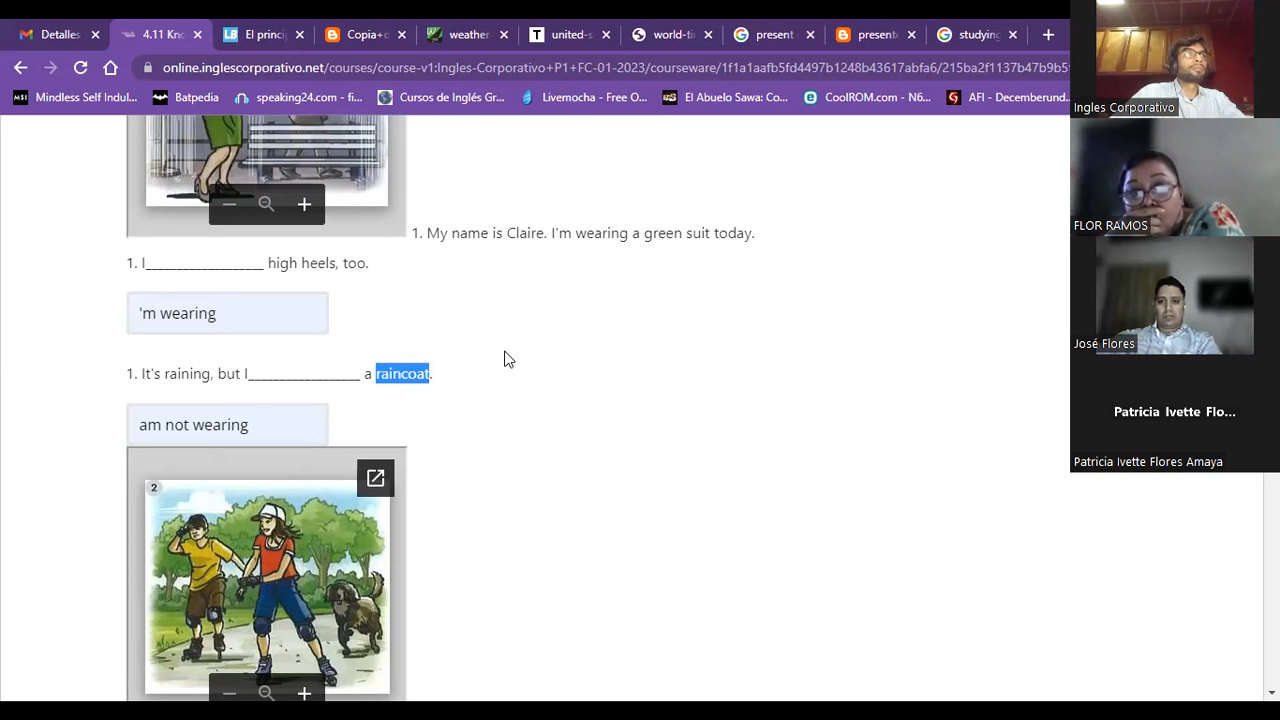 Detalles
4.11 Kno
El princi
Copia+d
weather
united-s
world-ti
present
present
studying
online.inglescorporativo.net/courses/course-v1:Ingles-Corporativo+P1+FC-01-2023/courseware/1f1a1aafb5fd4497b1248b43617abfa6/215ba2f1137b47b9b5
Mindless Self Indul...
Batpedia
speaking24.com - fi...
Cursos de Inglés Gr...
Livemocha - Free O...
El Abuelo Sawa: Co...
CoolROM.com - N6...
AFI - Decemberund...
1. My name is Claire. I'm wearing a green suit today.
1. I__________________ high heels, too.
'm wearing
1. It's raining, but I_________________ a raincoat.
am not wearing
2
Ingles Corporativo
FLOR RAMOS
José Flores
Patricia Ivette Flo...
Patricia Ivette Flores Amaya